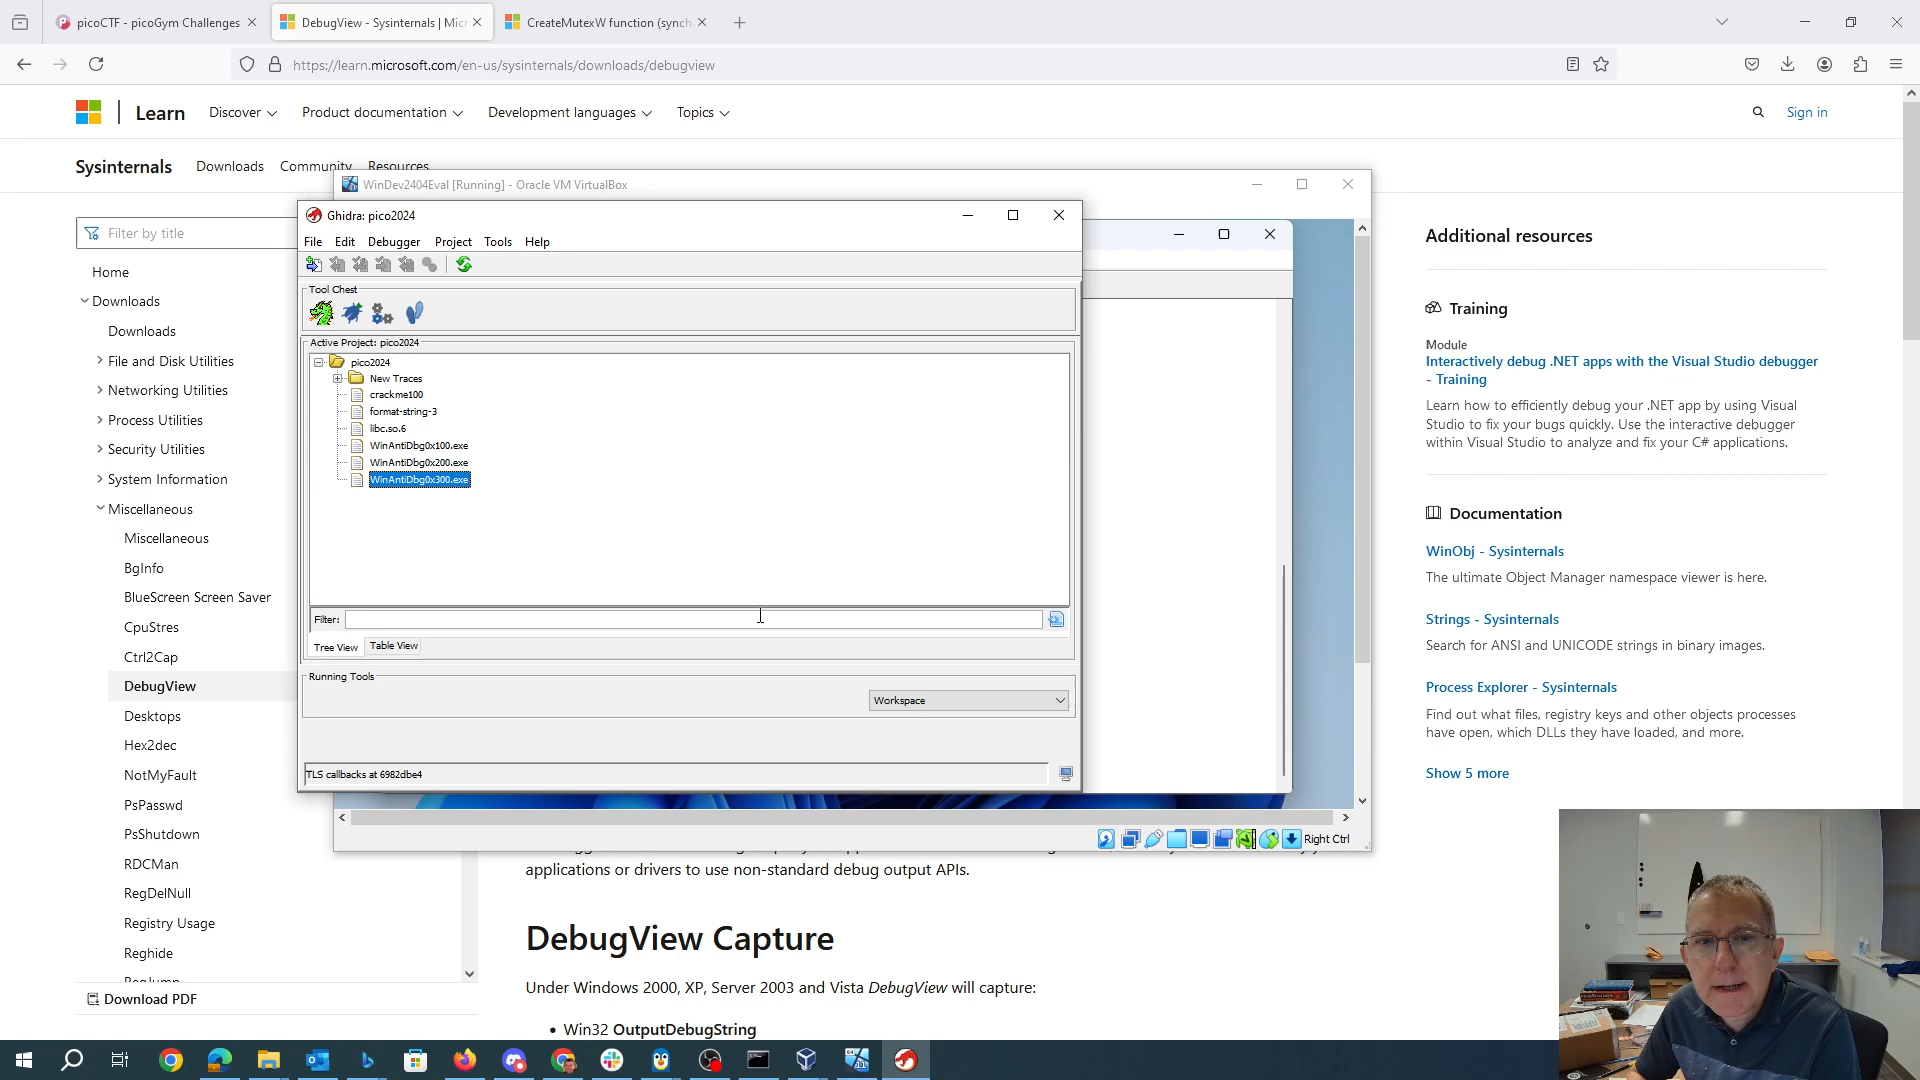 picoCTF - picoGym Challenges
DebugView - Sysinternals | Mic
CreateMutexW function (synch
https://learn.microsoft.com/en-us/sysinternals/downloads/debugview
Learn
Discover
Product documentation
Development languages
Topics
Sign in
Sysinternals
Downloads
Community
Resources
WinDev2404Eval [Running] - Oracle VM VirtualBox
Filter by title
Home
Downloads
Downloads
File and Disk Utilities
Networking Utilities
Process Utilities
Security Utilities
System Information
Miscellaneous
Miscellaneous
BgInfo
BlueScreen Screen Saver
CpuStres
Ctrl2Cap
DebugView
Desktops
Hex2dec
NotMyFault
PsPasswd
PsShutdown
RDCMan
RegDelNull
Registry Usage
Reghide
RegJump
Download PDF
Ghidra: pico2024
File Edit Debugger Project Tools Help
Tool Chest
Active Project: pico2024
pico2024
New Traces
crackme100
format-string-3
libc.so.6
WinAntiDbg0x100.exe
WinAntiDbg0x200.exe
WinAntiDbg0x300.exe
Filter:
Tree View
Table View
Running Tools
Workspace
TLS callbacks at 6982dbe4
Right Ctrl
applications or drivers to use non-standard debug output APIs.
DebugView Capture
Under Windows 2000, XP, Server 2003 and Vista DebugView will capture:
• Win32 OutputDebugString
Additional resources
Training
Module
Interactively debug .NET apps with the Visual Studio debugger
- Training
Learn how to efficiently debug your .NET app by using Visual
Studio to fix your bugs quickly. Use the interactive debugger
within Visual Studio to analyze and fix your C# applications.
Documentation
WinObj - Sysinternals
The ultimate Object Manager namespace viewer is here.
Strings - Sysinternals
Search for ANSI and UNICODE strings in binary images.
Process Explorer - Sysinternals
Find out what files, registry keys and other objects processes
have open, which DLLs they have loaded, and more.
Show 5 more